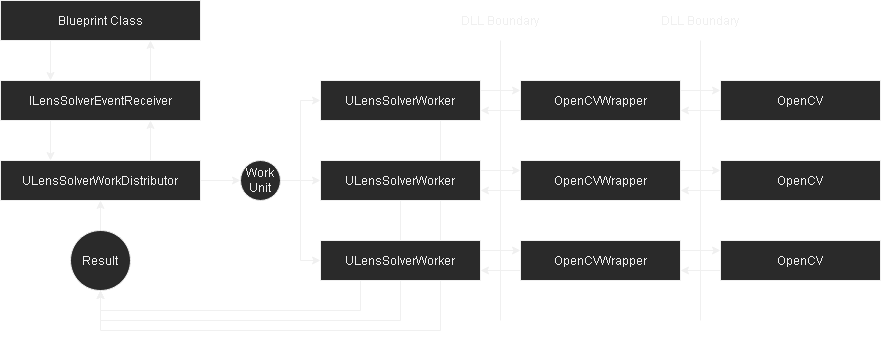 Blueprint Class
DLL Boundary
DLL Boundary
ILensSolverEventReceiver
ULensSolverWorker
OpenCVWrapper
OpenCV
ULensSolverWorkDistributor
Work
Unit
ULensSolverWorker
OpenCVWrapper
OpenCV
Result
ULensSolverWorker
OpenCVWrapper
OpenCV